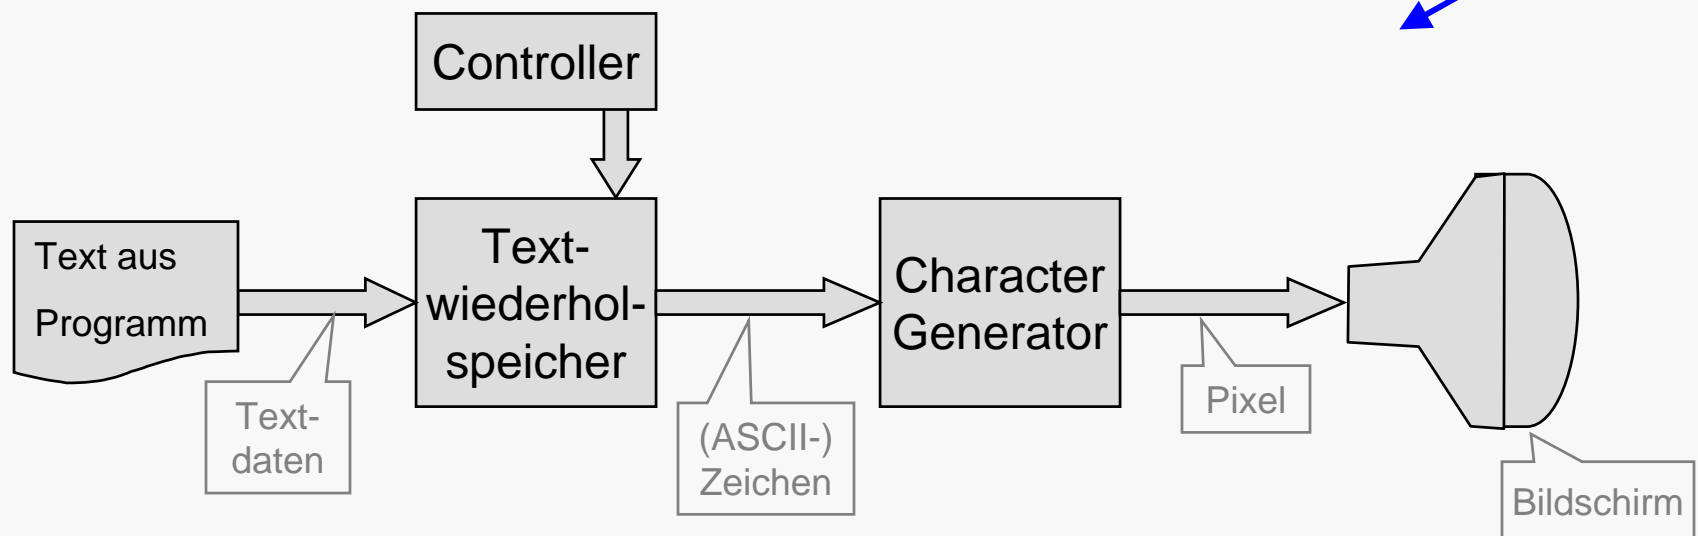 Controller
Text aus
Programm
Text-
wiederhol-
speicher
Character
Generator
Text-
daten
(ASCII-)
Zeichen
Pixel
Bildschirm